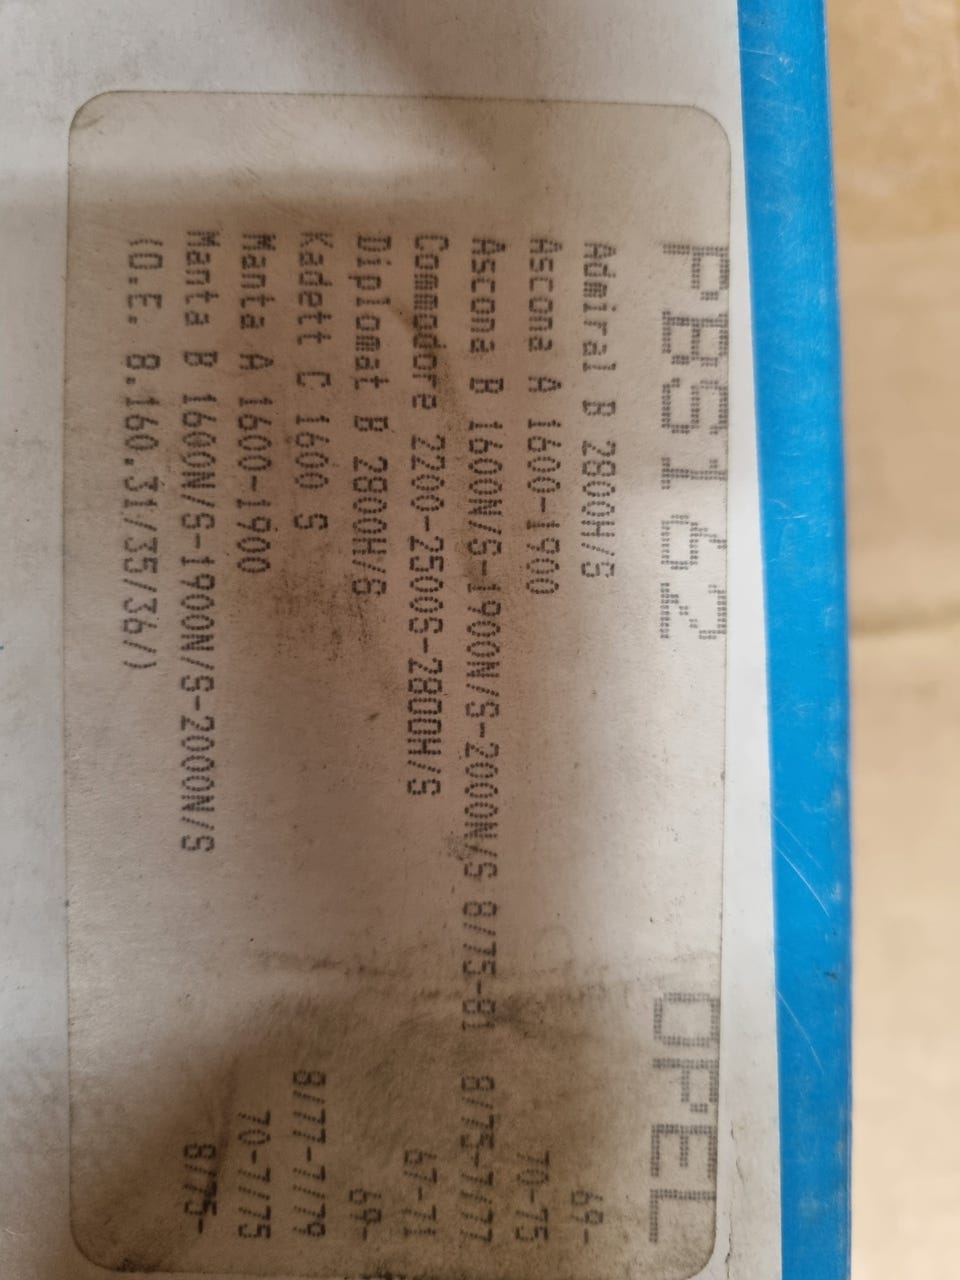 PBS162 OPEL
Admiral B 2800H/S 69-
Ascona A 1600-1900 70-75
Ascona B 1600N/S-1900N/S-2000N/S 8/75-81 8/75-7/77
Commodore 2200-2500S-2800H/S 67-71
Diplomat B 2800H/S 69-
Kadett C 1600 S 8/77-7/79
Manta A 1600-1900 70-7/75
Manta B 1600N/S-1900N/S-2000N/S 8/75-
(O.E. 8.160.31/35/36/)